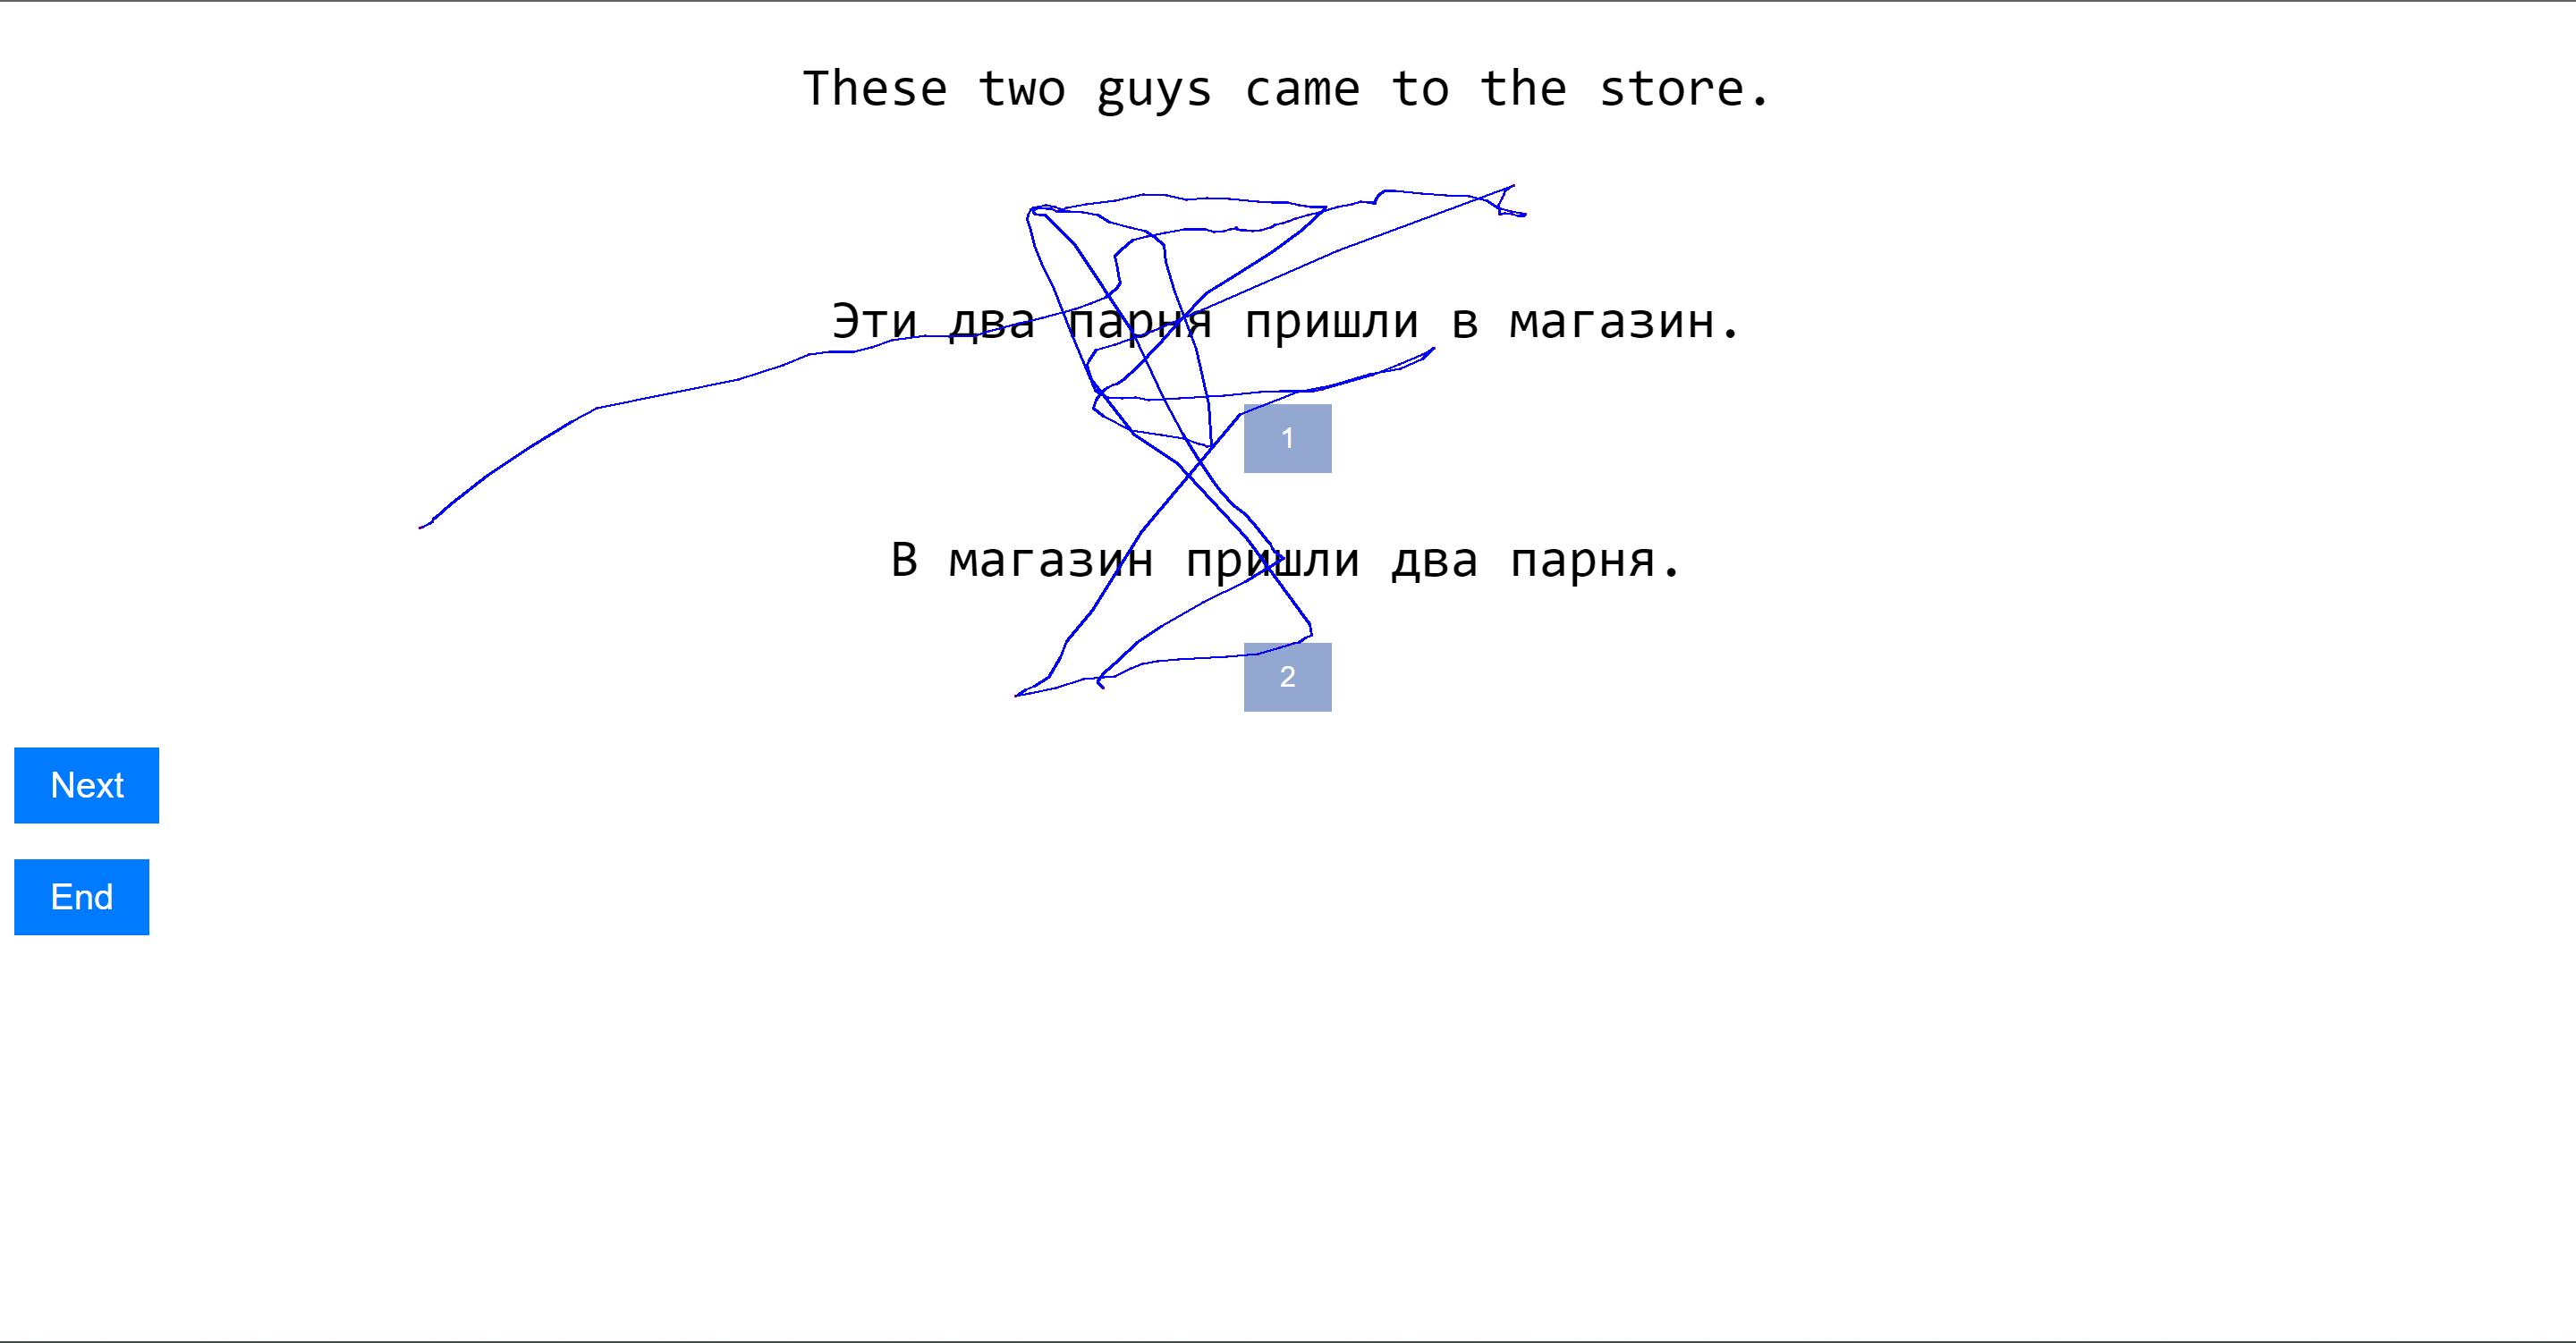 These two guys came to the store.
Эти два парня пришли в магазин.
1
В магазин пришли два парня.
2
Next
End